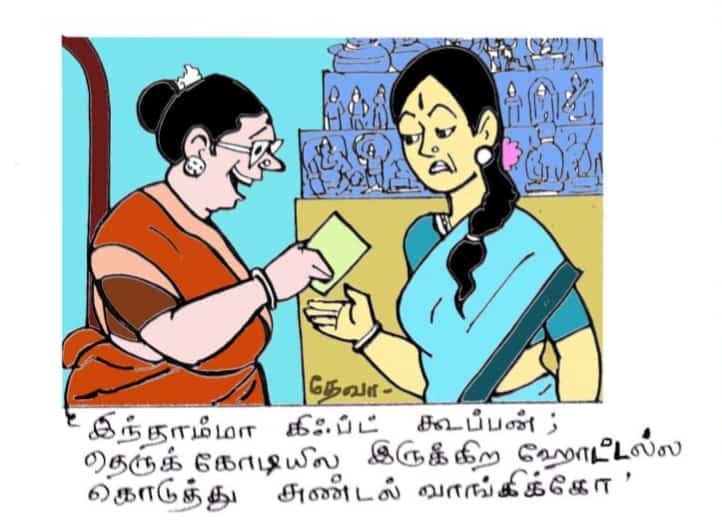 தேவா-
' இந்தாம்மா கிஃப்ட் கூப்பன் ;
தெருக் கோடியில இருக்கிற ஹோட்டல்ல
கொடுத்து சுண்டல் வாங்கிக்கோ '